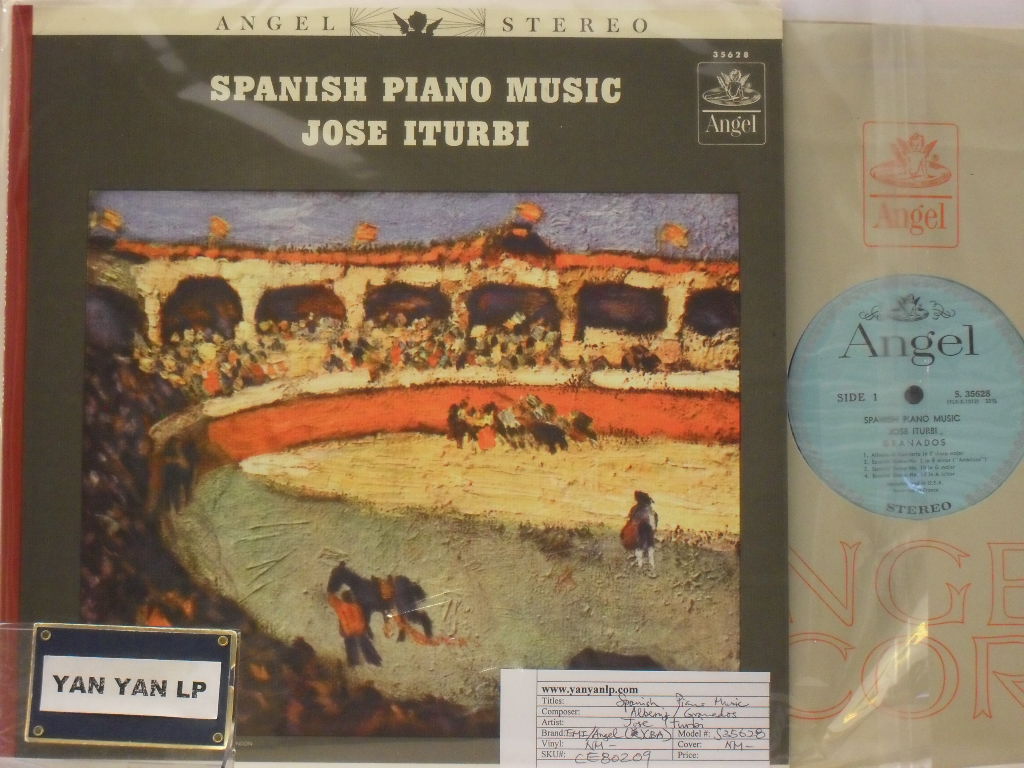 ANGEL STEREO
35628
SPANISH PIANO MUSIC
JOSE ITURBI
Angel
Angel
Angel
SIDE 1
S. 35628
SPANISH PIANO MUSIC
JOSE ITURBI
GRANADOS
STEREO
NGE
COR
YAN YAN LP
www.yanyanlp.com
Titles: Spanish Piano Music
Composer: Albeniz/Granados
Artist: Jose Iturbi
Brand: EMI/Angel Model #: S35628
Vinyl: NM- Cover: NM-
SKU#: CE80209 Price: